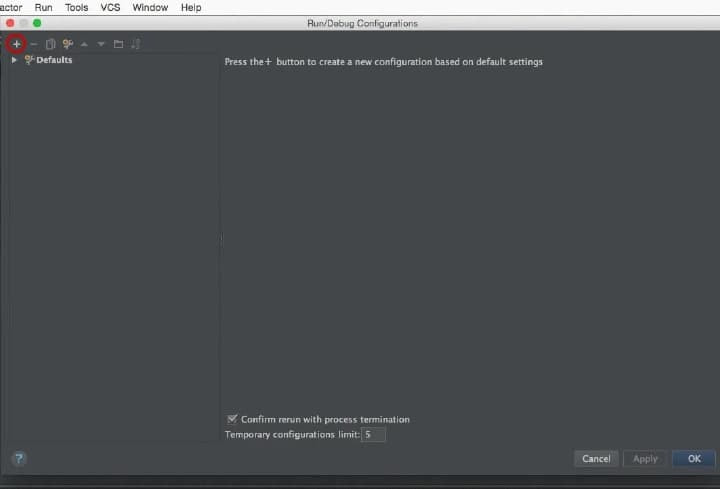 actor Run Tools VCS Window Help
Run/Debug Configurations
Defaults
Press the+ button to create a new configuration based on default settings
Confirm rerun with process termination
Temporary configurations limit: 5
? Cancel Apply OK